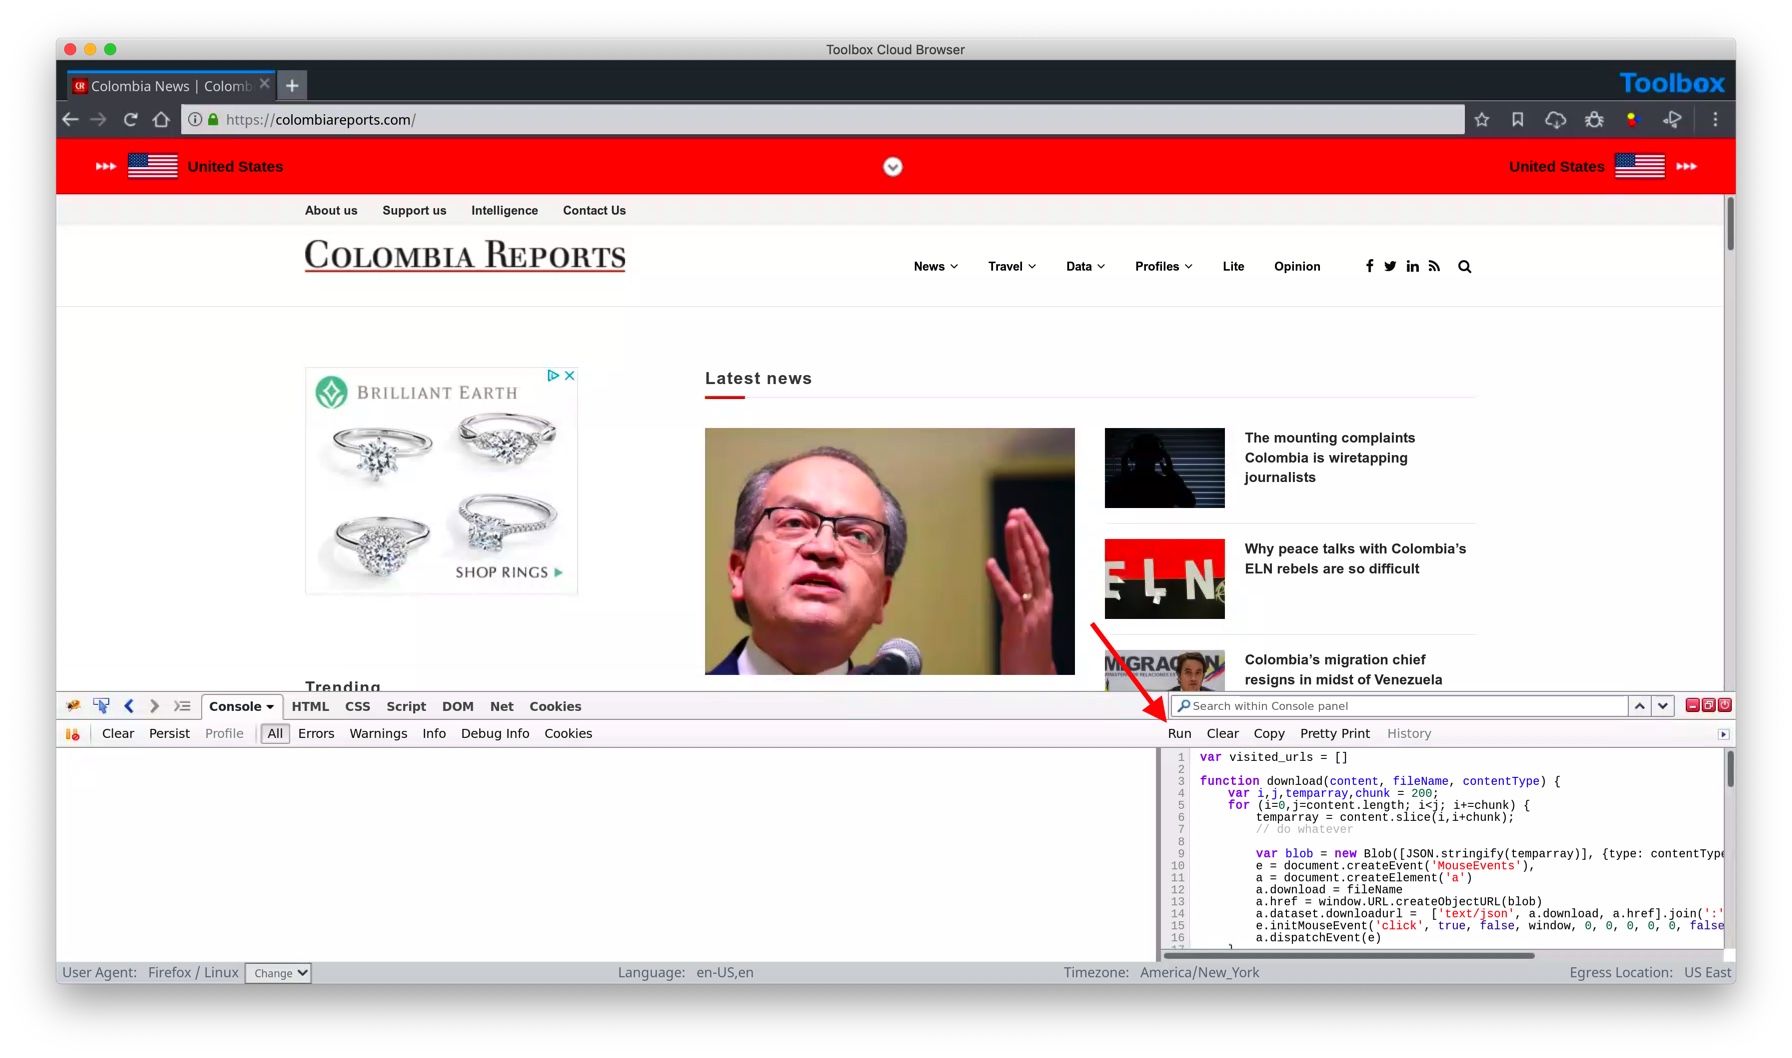 Toolbox Cloud Browser
CR Colombia News | Colomb
Toolbox
https://colombiareports.com/
United States
United States
About us Support us Intelligence Contact Us
COLOMBIA REPORTS
News Travel Data Profiles Lite Opinion
BRILLIANT EARTH
SHOP RINGS
Latest news
The mounting complaints
Colombia is wiretapping
journalists
ELN
Why peace talks with Colombia’s
ELN rebels are so difficult
MIGRACIÓN
Colombia’s migration chief
resigns in midst of Venezuela
Trending
Console HTML CSS Script DOM Net Cookies
Search within Console panel
Clear Persist Profile All Errors Warnings Info Debug Info Cookies
Run Clear Copy Pretty Print History
1 var visited_urls = []
2
3 function download(content, fileName, contentType) {
4 var i,j,temparray,chunk = 200;
5 for (i=0,j=content.length; i<j; i+=chunk) {
6 temparray = content.slice(i,i+chunk);
7 // do whatever
8
9 var blob = new Blob([JSON.stringify(temparray)], {type: contentType
10 e = document.createEvent('MouseEvents'),
11 a = document.createElement('a')
12 a.download = fileName
13 a.href = window.URL.createObjectURL(blob)
14 a.dataset.downloadurl = ['text/json', a.download, a.href].join(':'
15 e.initMouseEvent('click', true, false, window, 0, 0, 0, 0, 0, false
16 a.dispatchEvent(e)
17 }
User Agent: Firefox / Linux Change Language: en-US,en Timezone: America/New_York Egress Location: US East